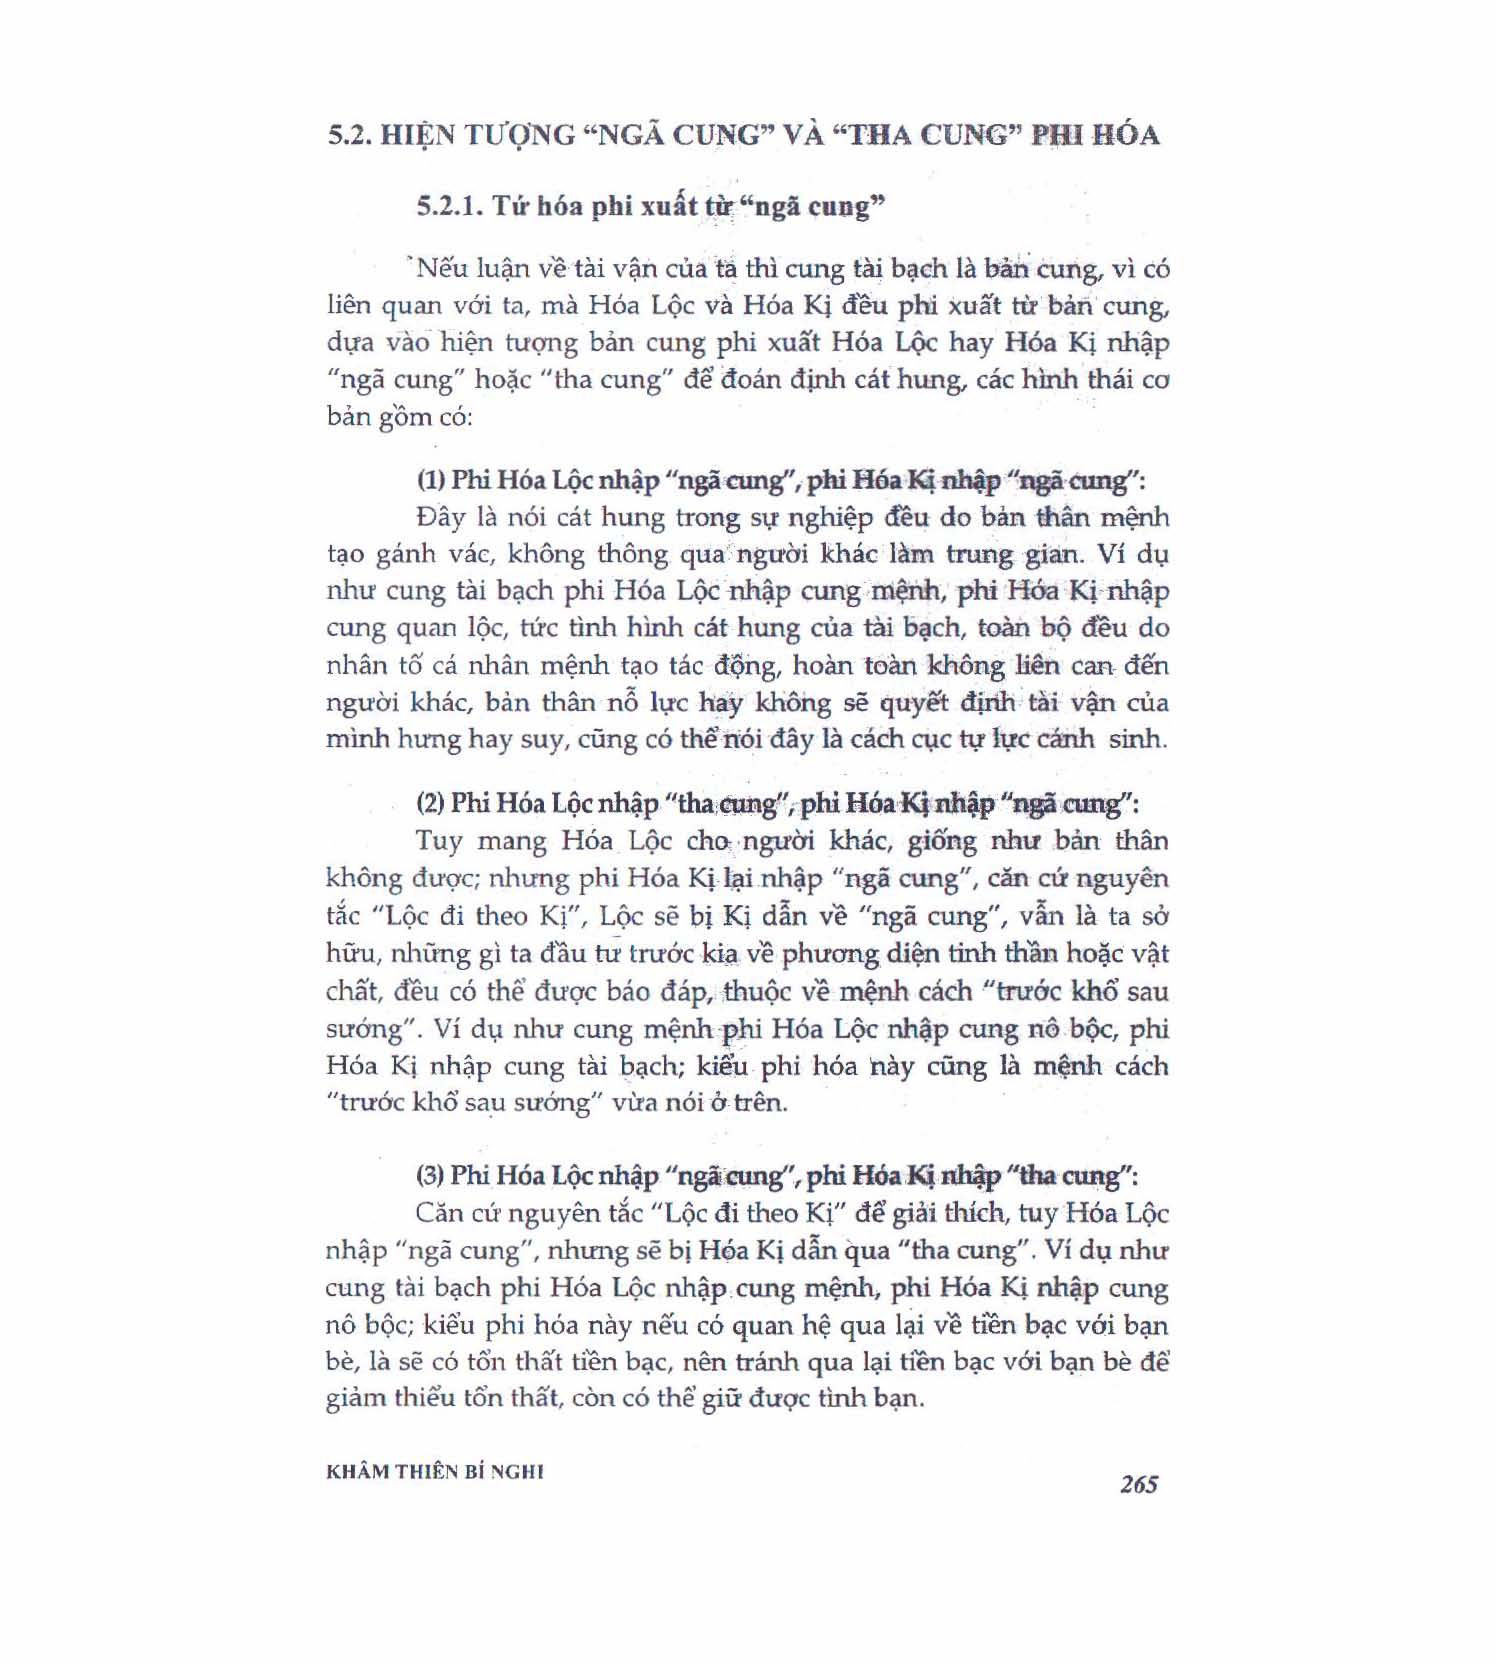 5.2. HIỆN TƯỢNG “NGÃ CUNG” VÀ “THA CUNG” PHI HÓA
5.2.1. Tứ hóa phi xuất từ “ngã cung”
Nếu luận về tài vận của ta thì cung tài bạch là bản cung, vì có
liên quan với ta, mà Hóa Lộc và Hóa Kị đều phi xuất từ bản cung,
dựa vào hiện tượng bản cung phi xuất Hóa Lộc hay Hóa Kị nhập
"ngã cung" hoặc "tha cung" để đoán định cát hung, các hình thái cơ
bản gồm có:
(1) Phi Hóa Lộc nhập "ngã cung", phi Hóa Kị nhập "ngã cung":
Đây là nói cát hung trong sự nghiệp đều do bản thân mệnh
tạo gánh vác, không thông qua người khác làm trung gian. Ví dụ
như cung tài bạch phi Hóa Lộc nhập cung mệnh, phi Hóa Kị nhập
cung quan lộc, tức tình hình cát hung của tài bạch, toàn bộ đều do
nhân tố cá nhân mệnh tạo tác động, hoàn toàn không liên can đến
người khác, bản thân nỗ lực hay không sẽ quyết định tài vận của
mình hưng hay suy, cũng có thể nói đây là cách cục tự lực cánh sinh.
(2) Phi Hóa Lộc nhập "tha cung", phi Hóa Kị nhập "ngã cung":
Tuy mang Hóa Lộc cho người khác, giống như bản thân
không được; nhưng phi Hóa Kị lại nhập "ngã cung", căn cứ nguyên
tắc "Lộc đi theo Kị", Lộc sẽ bị Kị dẫn về "ngã cung", vẫn là ta sở
hữu, những gì ta đầu tư trước kia về phương diện tinh thần hoặc vật
chất, đều có thể được báo đáp, thuộc về mệnh cách "trước khổ sau
sướng". Ví dụ như cung mệnh phi Hóa Lộc nhập cung nô bộc, phi
Hóa Kị nhập cung tài bạch; kiểu phi hóa này cũng là mệnh cách
"trước khổ sau sướng" vừa nói ở trên.
(3) Phi Hóa Lộc nhập "ngã cung", phi Hóa Kị nhập "tha cung":
Căn cứ nguyên tắc "Lộc đi theo Kị" để giải thích, tuy Hóa Lộc
nhập "ngã cung", nhưng sẽ bị Hóa Kị dẫn qua "tha cung". Ví dụ như
cung tài bạch phi Hóa Lộc nhập cung mệnh, phi Hóa Kị nhập cung
nô bộc; kiểu phi hóa này nếu có quan hệ qua lại về tiền bạc với bạn
bè, là sẽ có tổn thất tiền bạc, nên tránh qua lại tiền bạc với bạn bè để
giảm thiểu tổn thất, còn có thể giữ được tình bạn.
KHÂM THIÊN BÍ NGHI
265